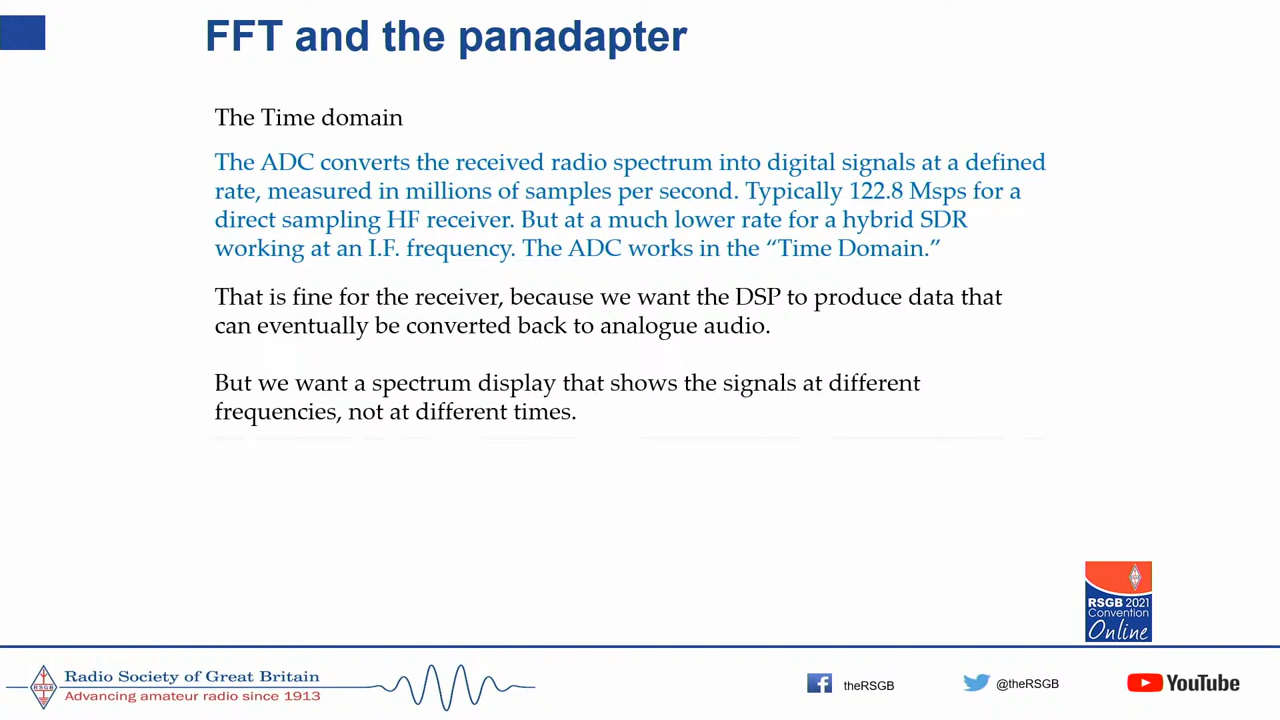 FFT and the panadapter
The Time domain
The ADC converts the received radio spectrum into digital signals at a defined
rate, measured in millions of samples per second. Typically 122.8 Msps for a
direct sampling HF receiver. But at a much lower rate for a hybrid SDR
working at an I.F. frequency. The ADC works in the “Time Domain.”
That is fine for the receiver, because we want the DSP to produce data that
can eventually be converted back to analogue audio.
But we want a spectrum display that shows the signals at different
frequencies, not at different times.
RSGB 2021
Convention
Online
RSGB
Radio Society of Great Britain
Advancing amateur radio since 1913
theRSGB
@theRSGB
YouTube